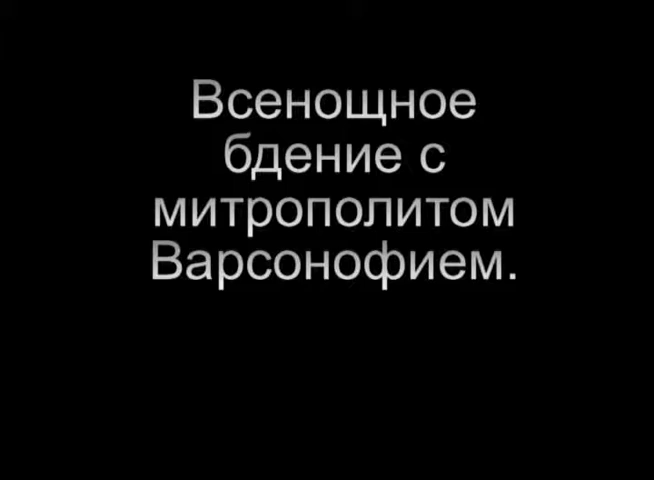 Всенощное
бдение с
митрополитом
Варсонофием.